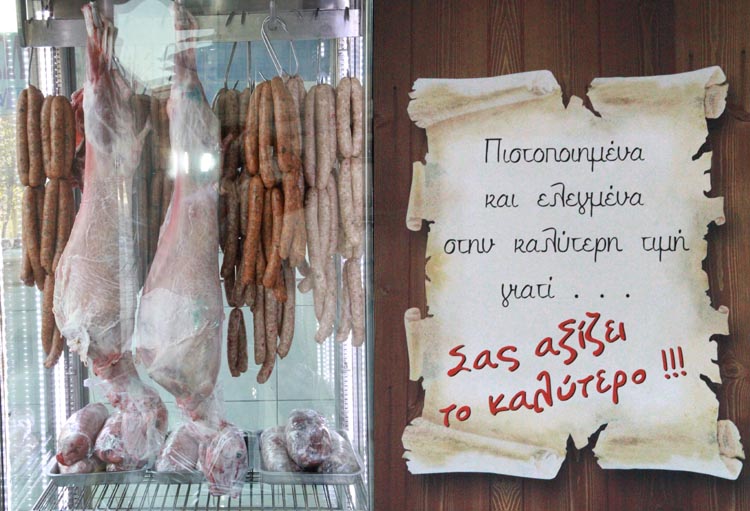 Πιστοποιημένα
και ελεγμένα
στην καλύτερη τιμή
γιατί . . .
Σας αξίζει
το καλύτερο !!!